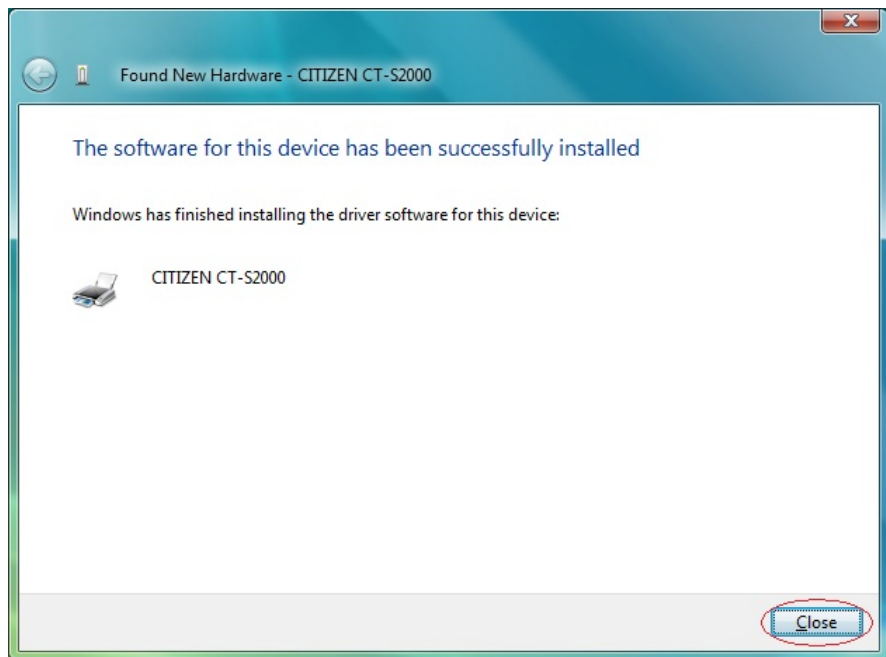 Found New Hardware - CITIZEN CT-S2000
The software for this device has been successfully installed
Windows has finished installing the driver software for this device:
CITIZEN CT-S2000
Close